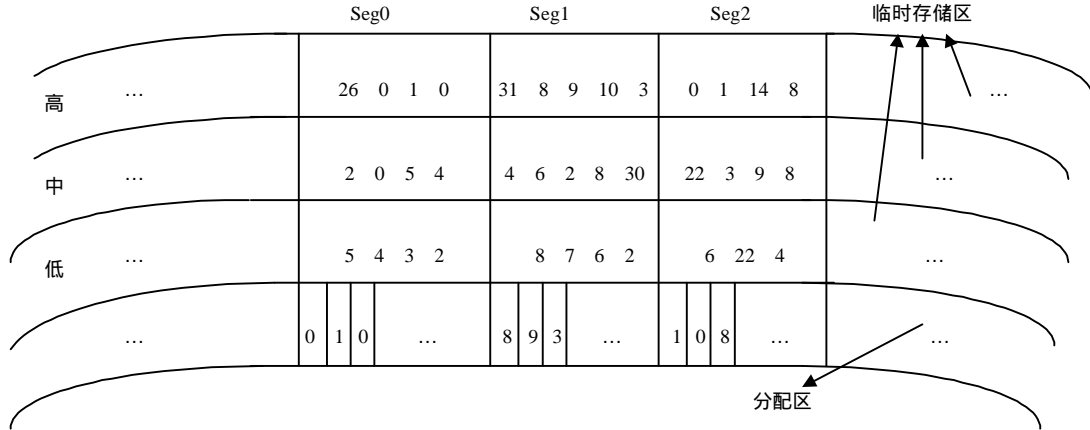 Seg0 Seg1 Seg2 临时存储区
高 … 26 0 1 0 31 8 9 10 3 0 1 14 8 …
中 … 2 0 5 4 4 6 2 8 30 22 3 9 8 …
低 … 5 4 3 2 8 7 6 2 6 22 4 …
… 0 1 0 … 8 9 3 … 1 0 8 … …
分配区